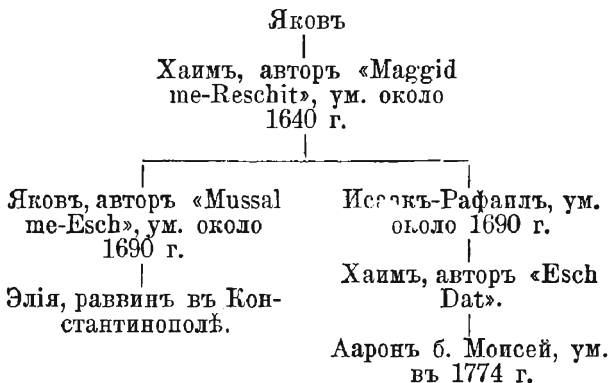 Яковъ
Хаимъ, авторъ «Maggid
me-Reschit», ум. около
1640 г.
Яковъ, авторъ «Mussal
me-Esch», ум. около
1690 г.
Исаакъ-Рафаилъ, ум.
около 1690 г.
Элія, раввинъ въ Кон-
стантинополѣ.
Хаимъ, авторъ «Esch
Dat».
Ааронъ б. Моисей, ум.
въ 1774 г.